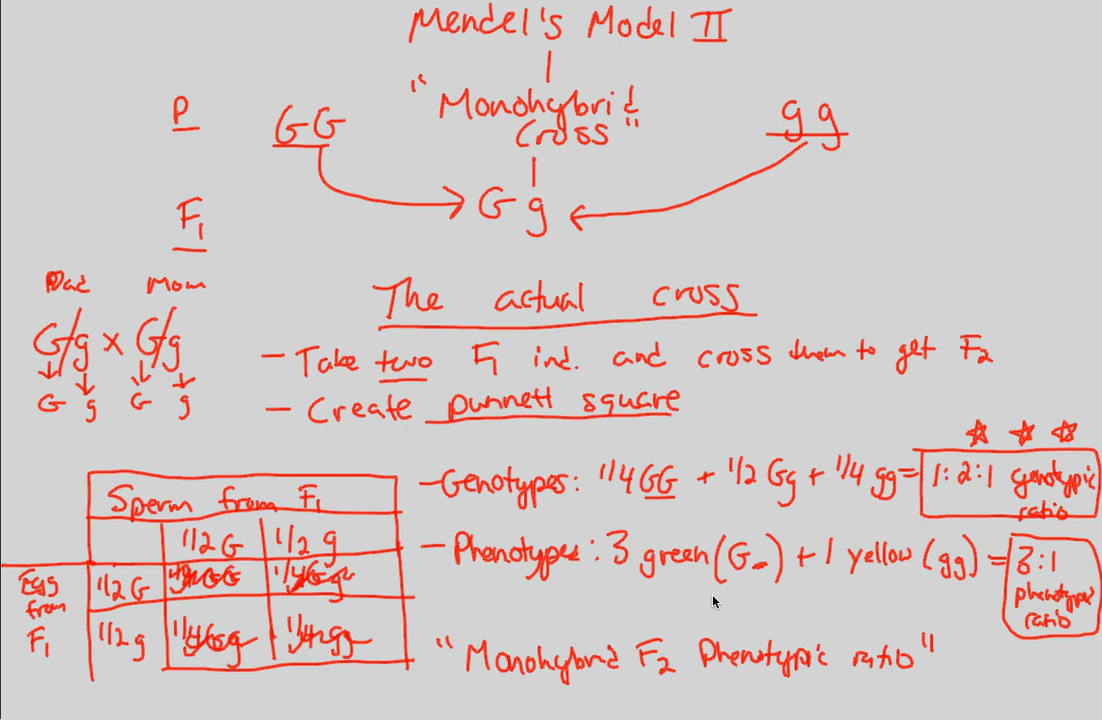 Mendel's Model II
"Monohybrid
Cross"
P
GG
gg
F₁
Gg
Dad Mom
G/g x G/g
G g G g
The actual cross
- Take two F₁ ind. and cross them to get F₂
- Create punnett square
Sperm from F₁
1/2 G 1/2 g
Egg from F₁
1/2 G 1/4 GG 1/4 Gg
1/2 g 1/4 Gg 1/4 gg
- Genotypes: 1/4 GG + 1/2 Gg + 1/4 gg = 1:2:1 genotypic
ratio
- Phenotypes: 3 green (G-) + 1 yellow (gg) = 3:1
phenotypic
ratio
"Monohybrid F₂ Phenotypic ratio"